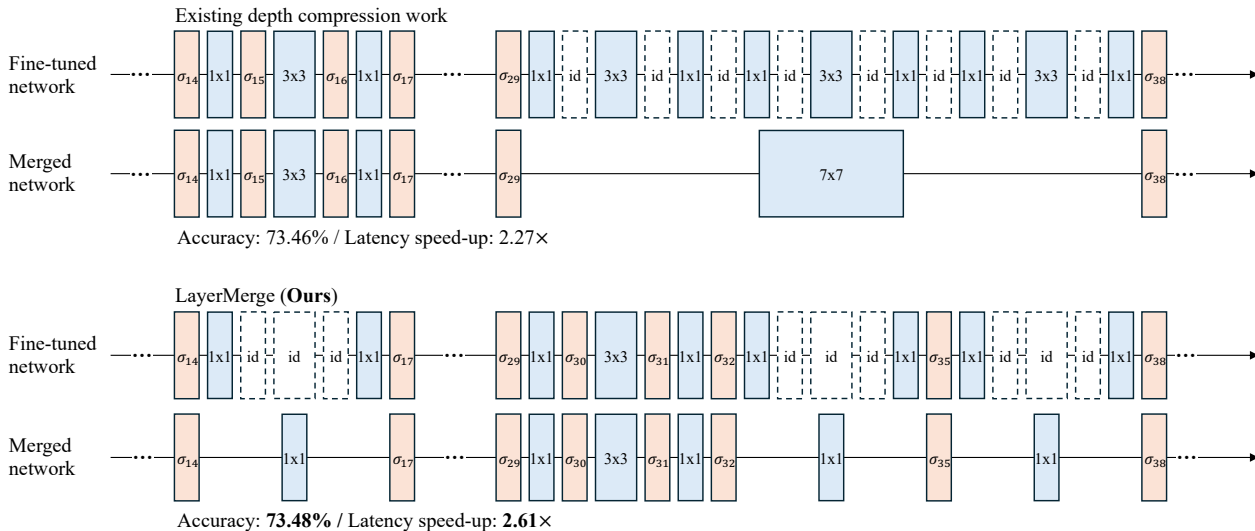 Existing depth compression work
Fine-tuned network ··· σ₁₄ 1x1 σ₁₅ 3x3 σ₁₆ 1x1 σ₁₇ ··· σ₂₉ 1x1 id 3x3 id 1x1 id 1x1 id 3x3 id 1x1 id 1x1 id 3x3 id 1x1 σ₃₈ ···
Merged network ··· σ₁₄ 1x1 σ₁₅ 3x3 σ₁₆ 1x1 σ₁₇ ··· σ₂₉ 7x7 σ₃₈ ···
Accuracy: 73.46% / Latency speed-up: 2.27×
LayerMerge (Ours)
Fine-tuned network ··· σ₁₄ 1x1 id id id 1x1 σ₁₇ ··· σ₂₉ 1x1 σ₃₀ 3x3 σ₃₁ 1x1 σ₃₂ 1x1 id id id 1x1 σ₃₅ 1x1 id id id 1x1 σ₃₈ ···
Merged network ··· σ₁₄ 1x1 σ₁₇ ··· σ₂₉ 1x1 σ₃₀ 3x3 σ₃₁ 1x1 σ₃₂ 1x1 σ₃₅ 1x1 σ₃₈ ···
Accuracy: 73.48% / Latency speed-up: 2.61×